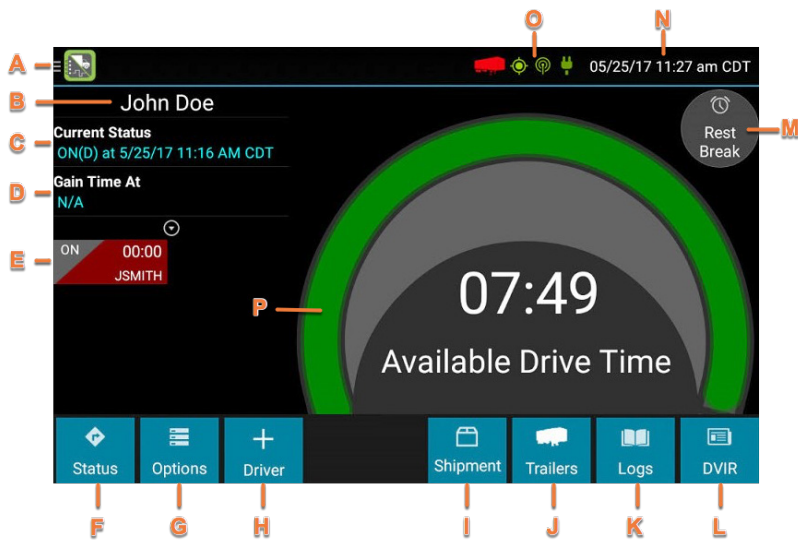 O
N
A
05/25/17 11:27 am CDT
B
John Doe
C
Current Status
ON(D) at 5/25/17 11:16 AM CDT
Rest
Break
M
D
Gain Time At
N/A
E
ON
00:00
JSMITH
P
07:49
Available Drive Time
Status
Options
Driver
Shipment
Trailers
Logs
DVIR
F
G
H
I
J
K
L